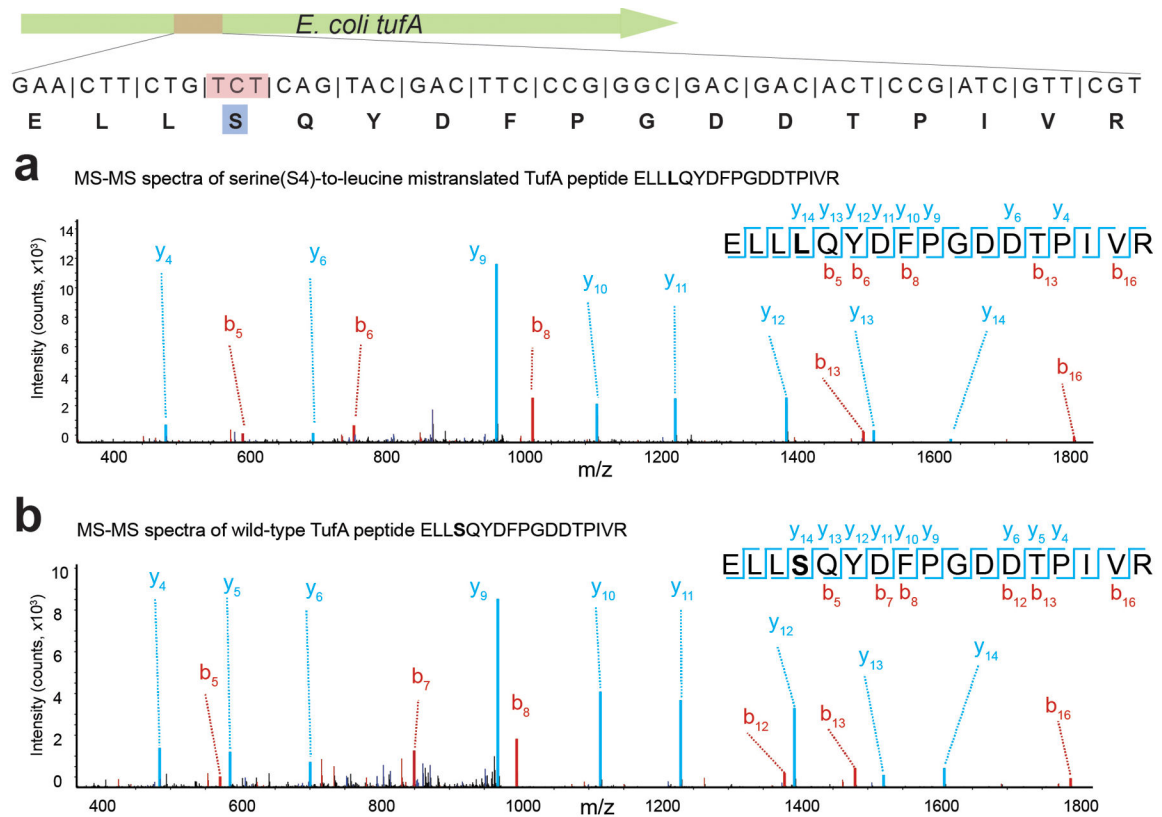 E. coli tufA
GAA|CTT|CTG|TCT|CAG|TAC|GAC|TTC|CCG|GGC|GAC|GAC|ACT|CCG|ATC|GTT|CGT
E L L S Q Y D F P G D D T P I V R
a
MS-MS spectra of serine(S4)-to-leucine mistranslated TufA peptide ELLLQYDFPGDDTPIVR
y14 y13 y12 y11 y10 y9 y6 y4
ELLLQYDFPGDDTPIVR
b5 b6 b8 b13 b16
Intensity (counts, x10³)
14
12
10
8
6
4
2
0
y4 y6 y9 y10 y11 y12 y13 y14
b5 b6 b8 b13 b16
400 600 800 1000 1200 1400 1600 1800
m/z
b
MS-MS spectra of wild-type TufA peptide ELLSQYDFPGDDTPIVR
y14 y13 y12 y11 y10 y9 y6 y5 y4
ELLSQYDFPGDDTPIVR
b5 b7 b8 b12 b13 b16
Intensity (counts, x10³)
10
8
6
4
2
0
y4 y5 y6 y9 y10 y11 y12 y13 y14
b5 b7 b8 b12 b13 b16
400 600 800 1000 1200 1400 1600 1800
m/z